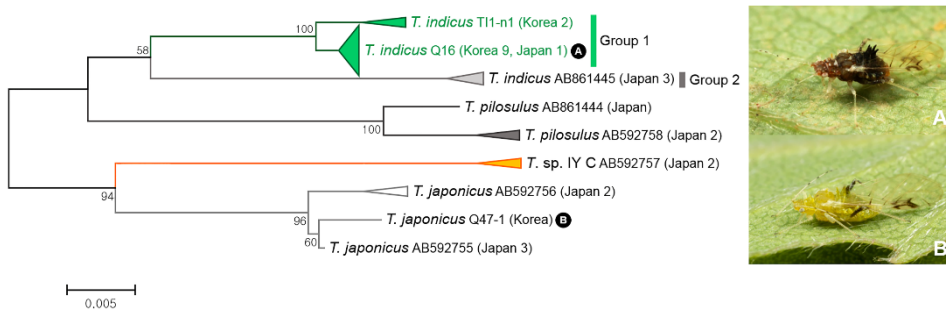 T. indicus TI1-n1 (Korea 2)
100
Group 1
58
T. indicus Q16 (Korea 9, Japan 1) A
T. indicus AB861445 (Japan 3)
Group 2
T. pilosulus AB861444 (Japan)
A
100
T. pilosulus AB592758 (Japan 2)
T. sp. IY C AB592757 (Japan 2)
94
T. japonicus AB592756 (Japan 2)
96
T. japonicus Q47-1 (Korea) B
60
T. japonicus AB592755 (Japan 3)
B
0.005